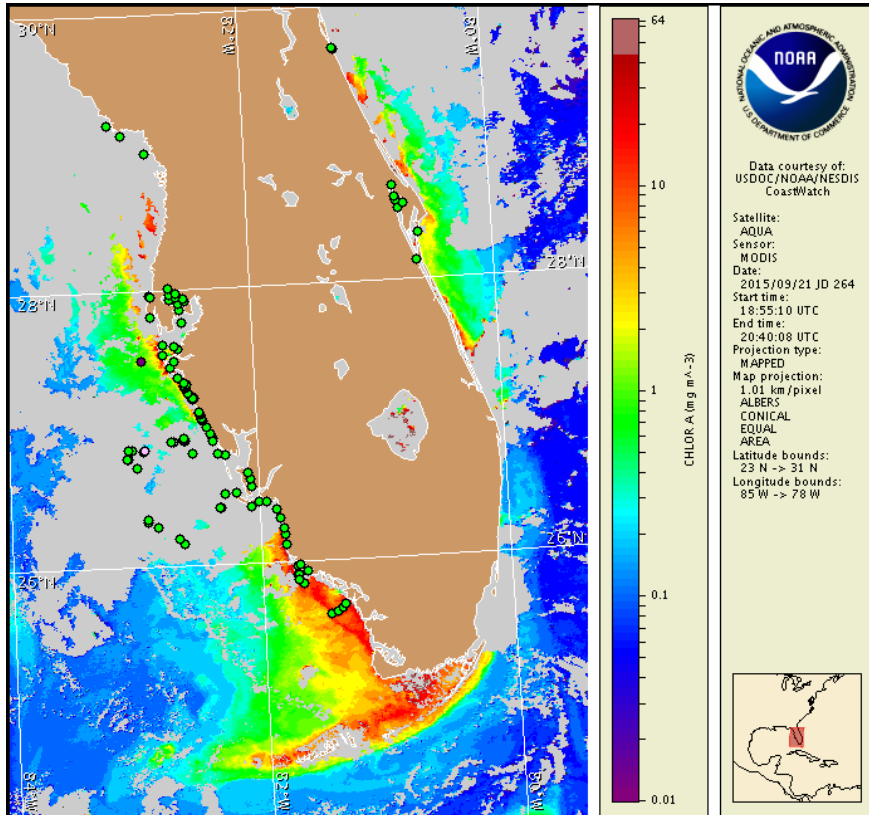 30°N
82°W
80°W
28°N
28°N
26°N
26°N
84°W
82°W
80°W
64
10
1
0.1
0.01
CHLOR A (mg m^-3)
NATIONAL OCEANIC AND ATMOSPHERIC ADMINISTRATION
NOAA
U.S. DEPARTMENT OF COMMERCE
Data courtesy of:
USDOC/NOAA/NESDIS
CoastWatch
Satellite:
AQUA
Sensor:
MODIS
Date:
2015/09/21 JD 264
Start time:
18:55:10 UTC
End time:
20:40:08 UTC
Projection type:
MAPPED
Map projection:
1.01 km/pixel
ALBERS
CONICAL
EQUAL
AREA
Latitude bounds:
23 N -> 31 N
Longitude bounds:
85 W -> 78 W